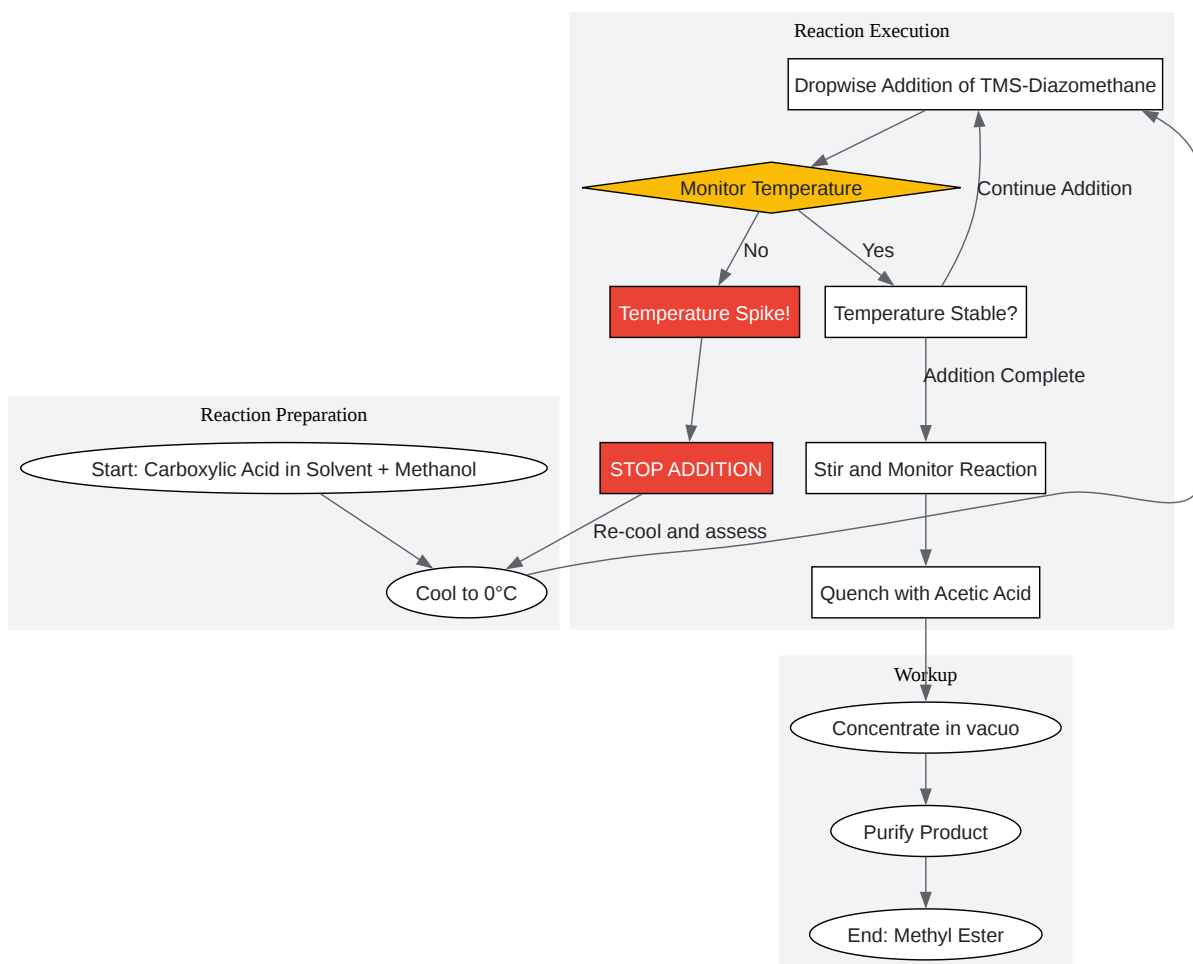 Reaction Execution
Dropwise Addition of TMS-Diazomethane
Monitor Temperature
Continue Addition
No
Yes
Temperature Spike!
Temperature Stable?
Addition Complete
Reaction Preparation
Start: Carboxylic Acid in Solvent + Methanol
STOP ADDITION
Stir and Monitor Reaction
Re-cool and assess
Cool to 0°C
Quench with Acetic Acid
Workup
Concentrate in vacuo
Purify Product
End: Methyl Ester